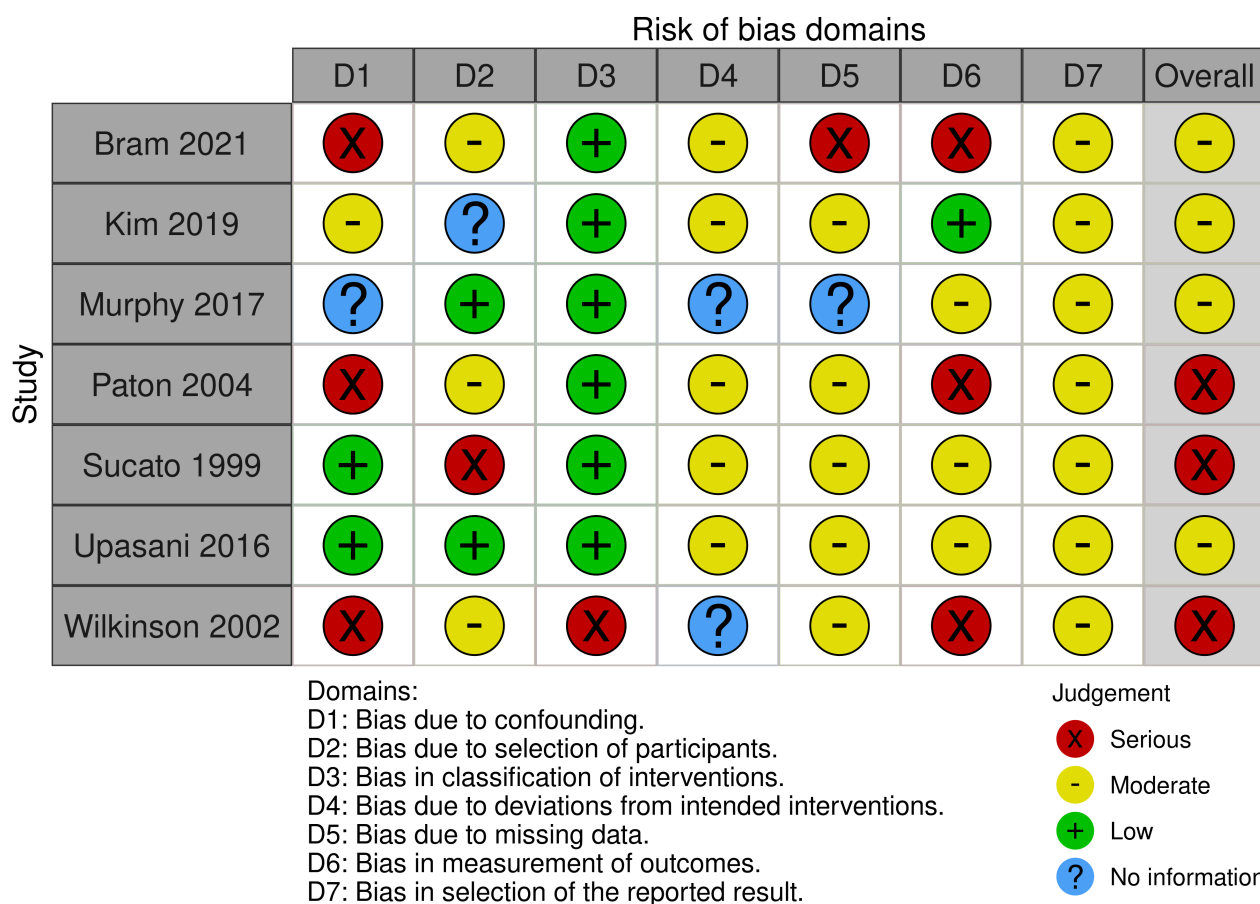 Risk of bias domains
D1 D2 D3 D4 D5 D6 D7 Overall
Study
Bram 2021 X - + - X X - -
Kim 2019 - ? + - - + - -
Murphy 2017 ? + + ? ? - - -
Paton 2004 X - + - - X - X
Sucato 1999 + X + - - - - X
Upasani 2016 + + + - - - - -
Wilkinson 2002 X - X ? - X - X
Domains:
D1: Bias due to confounding.
D2: Bias due to selection of participants.
D3: Bias in classification of interventions.
D4: Bias due to deviations from intended interventions.
D5: Bias due to missing data.
D6: Bias in measurement of outcomes.
D7: Bias in selection of the reported result.
Judgement
X Serious
- Moderate
+ Low
? No information